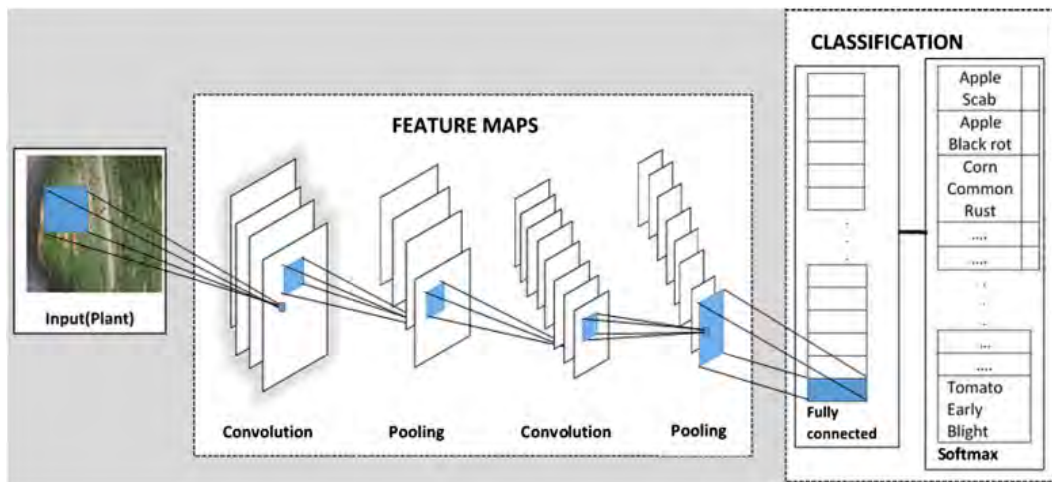 CLASSIFICATION
FEATURE MAPS
Input(Plant)
Convolution
Pooling
Convolution
Pooling
Fully
connected
Apple
Scab
Apple
Black rot
Corn
Common
Rust
....
....
...
....
Tomato
Early
Blight
Softmax